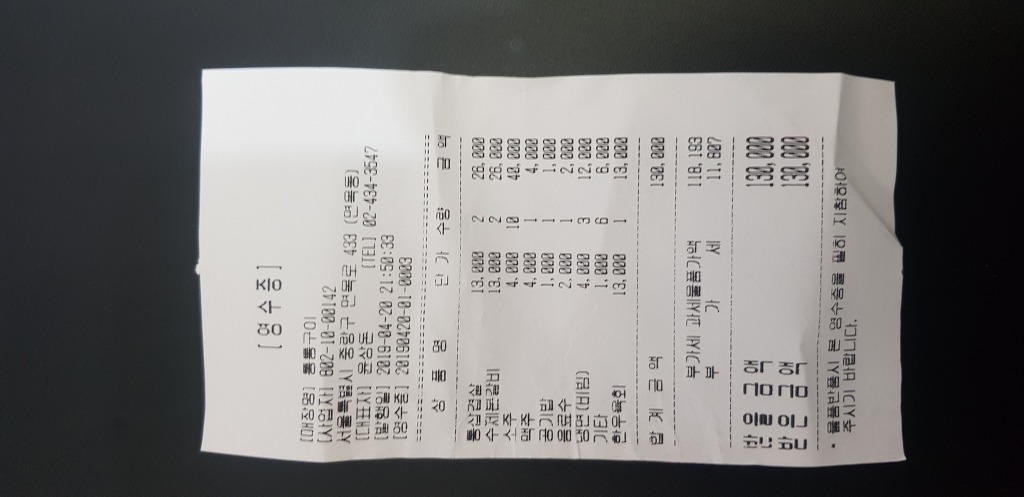 [영 수 증]
[매장명] 통통구이
[사업자] 802-10-00142
서울특별시 중랑구 면목로 433 (면목동)
[대표자] 윤상돈 [TEL] 02-434-3547
[발행일] 2019-04-20 21:50:33
[영수증] 20190420-01-0003
상 품 명 단 가 수량 금 액
통삽겹살 13,000 2 26,000
수제돈갈비 13,000 2 26,000
소주 4,000 10 40,000
맥주 4,000 1 4,000
공기밥 1,000 1 1,000
음료수 2,000 1 2,000
냉면(비빔) 4,000 3 12,000
기타 1,000 6 6,000
한우육회 13,000 1 13,000
합 계 금 액 130,000
부가세 과세물품가액 118,193
부 가 세 11,807
받을금액 130,000
받은금액 130,000
* 물품반품시 본 영수증을 필히 지참하여
주시기 바랍니다.